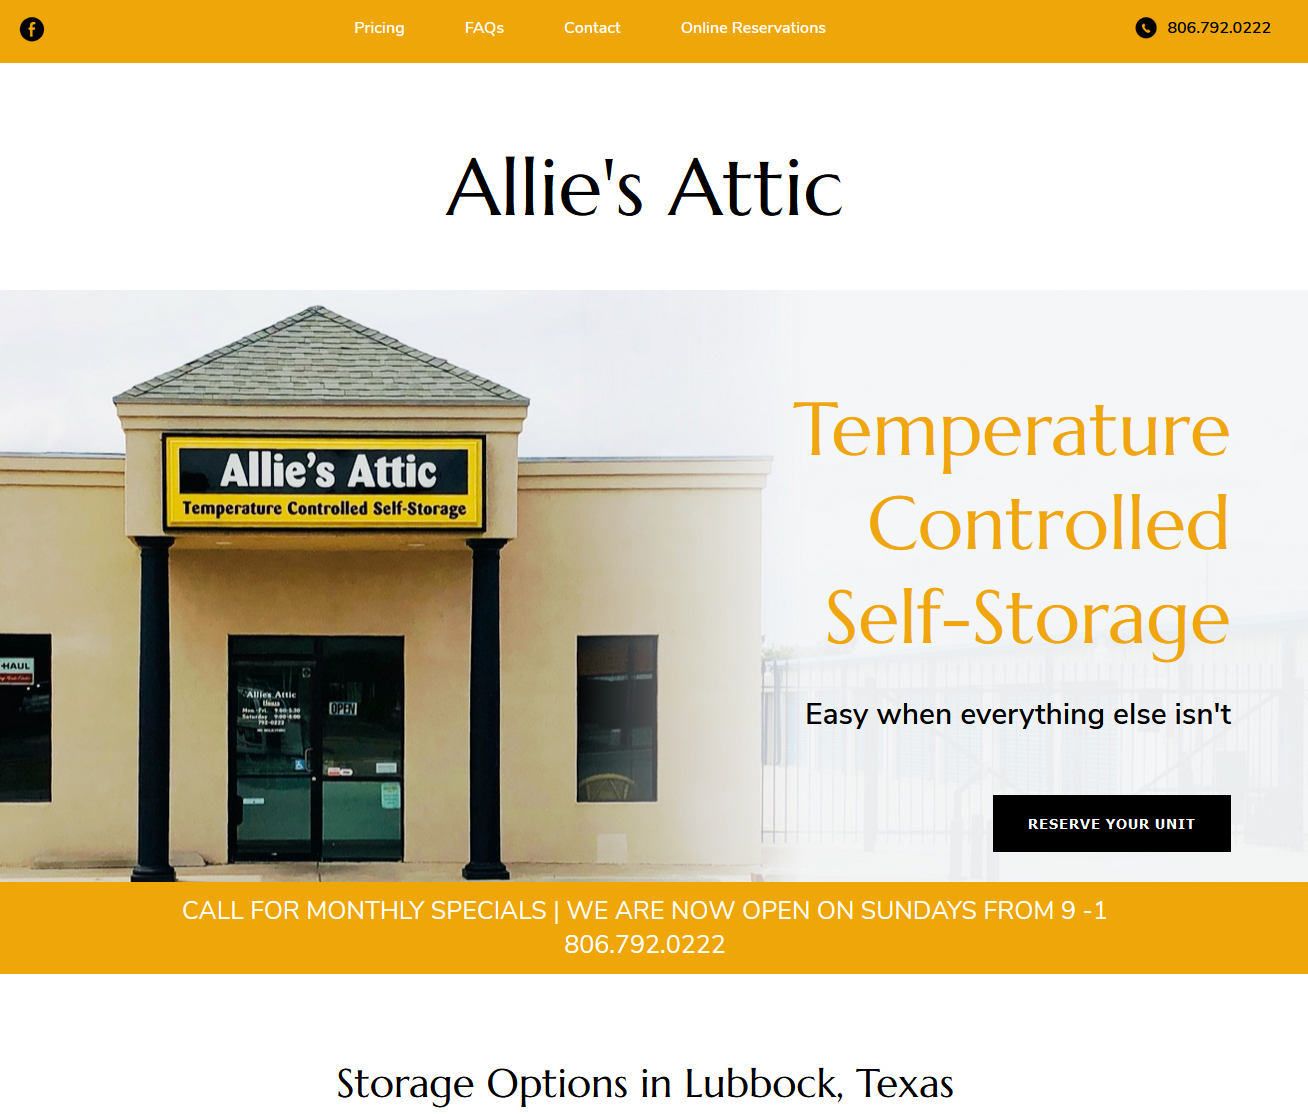 Pricing
FAQs
Contact
Online Reservations
806.792.0222
Allie's Attic
Allie's Attic
Temperature Controlled Self-Storage
HAUL
Allie's Attic
Hours
Mon - Fri. 9:00-5:30
Saturday 9:00-4:00
792-0222
OPEN
Temperature
Controlled
Self-Storage
Easy when everything else isn't
RESERVE YOUR UNIT
CALL FOR MONTHLY SPECIALS | WE ARE NOW OPEN ON SUNDAYS FROM 9 -1
806.792.0222
Storage Options in Lubbock, Texas